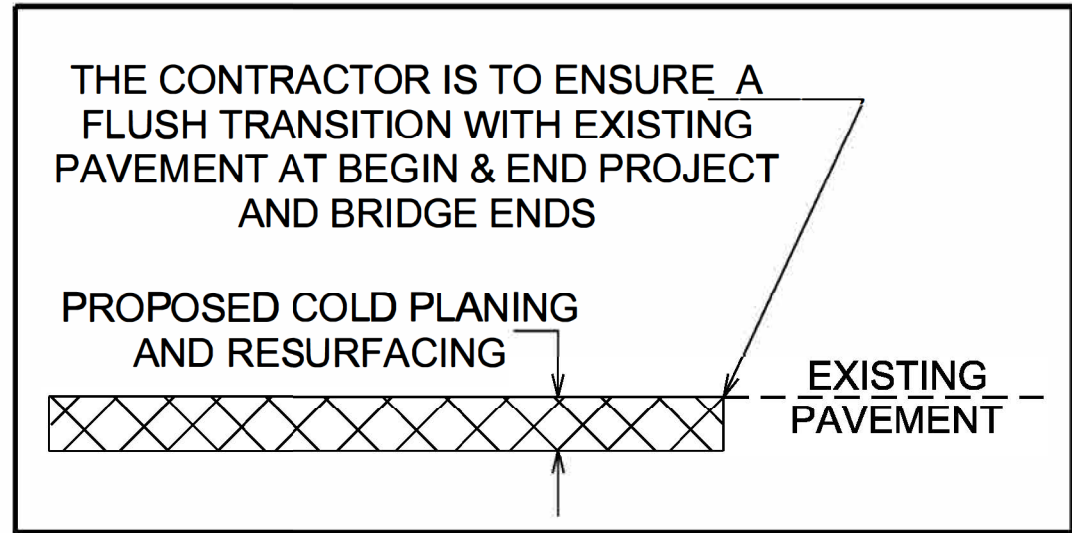 THE CONTRACTOR IS TO ENSURE A
FLUSH TRANSITION WITH EXISTING
PAVEMENT AT BEGIN & END PROJECT
AND BRIDGE ENDS
PROPOSED COLD PLANING
AND RESURFACING
EXISTING
PAVEMENT